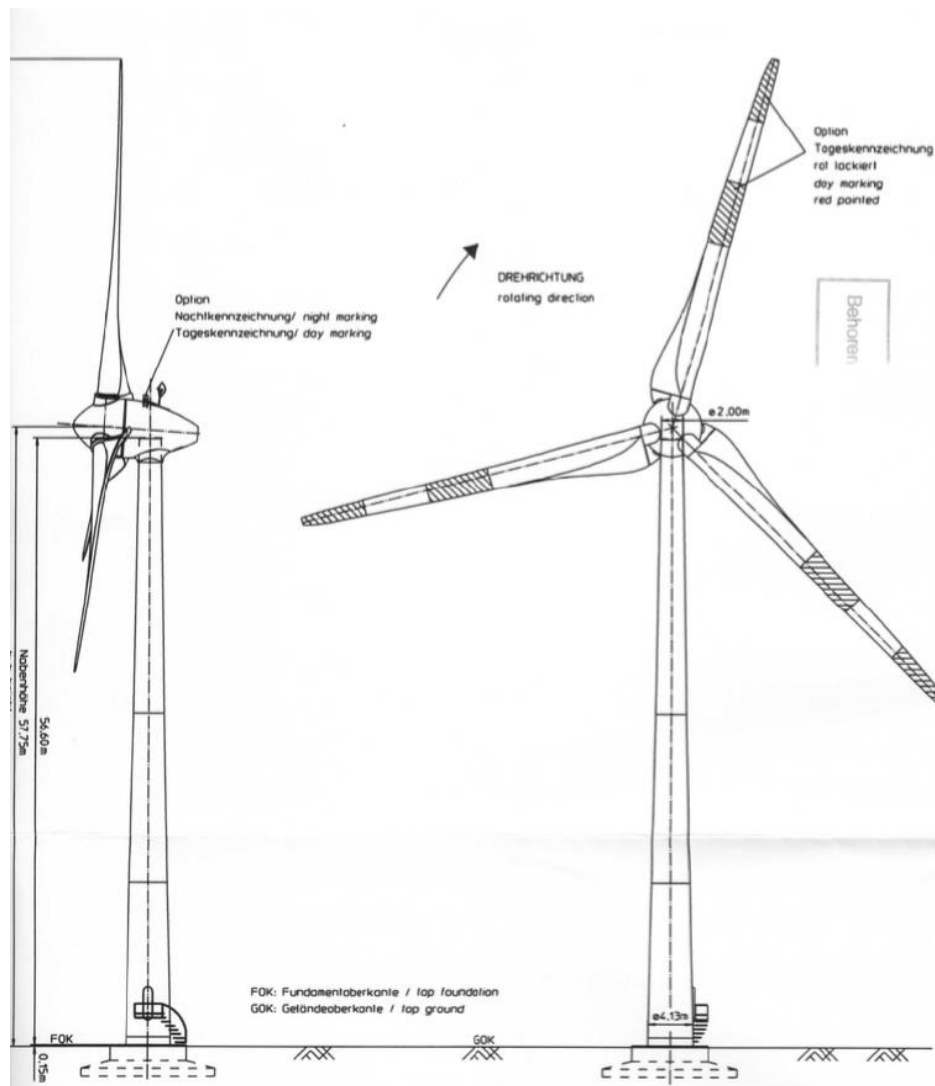 Option
Tageskennzeichnung
rot lackiert
day marking
red painted
DREHRICHTUNG
rotating direction
Option
Nachtkennzeichnung/ night marking
Tageskennzeichnung/ day marking
Behören
ø2.00m
Nabenhöhe 57.75m
56.60m
FOK: Fundamentoberkante / top foundation
GOK: Geländeoberkante / top ground
ø4.13m
FOK
GOK
0.15m